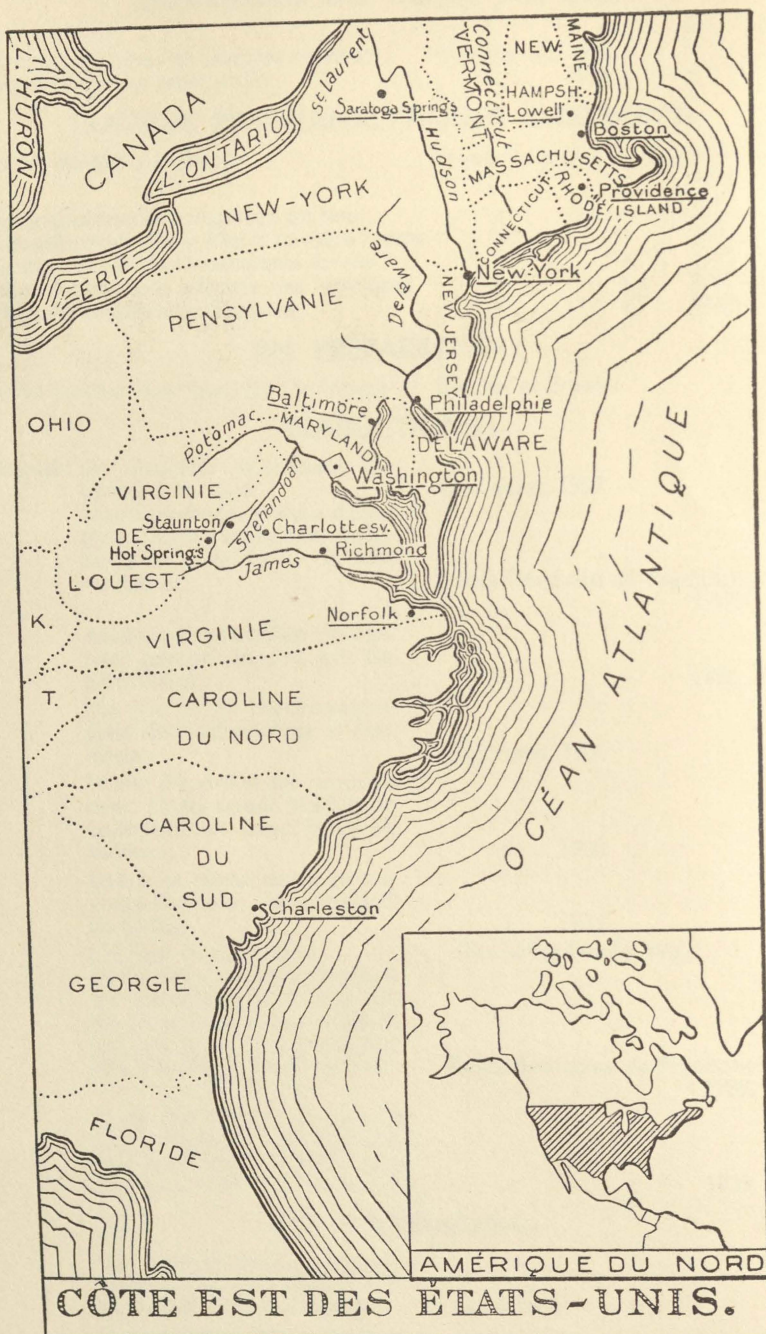 L. HURON
CANADA
St Laurent
L. ONTARIO
L. ERIE
Saratoga Spring's
Hudson
VERMONT
Connecticut
NEW
HAMPSH.
MAINE
Lowell
Boston
MASSACHUSETTS
Providence
RHODE ISLAND
CONNECTICUT
NEW-YORK
New-York
PENSYLVANIE
Delaware
NEW JERSEY
Philadelphie
OHIO
Baltimore
MARYLAND
DELAWARE
Potomac
Washington
VIRGINIE
DE
L'OUEST
Shenandoah
Staunton
Hot Spring's
Charlottesv.
Richmond
James
K.
VIRGINIE
Norfolk
T.
CAROLINE
DU NORD
CAROLINE
DU
SUD
Charleston
OCÉAN ATLANTIQUE
GEORGIE
FLORIDE
AMÉRIQUE DU NORD
CÔTE EST DES ÉTATS-UNIS.